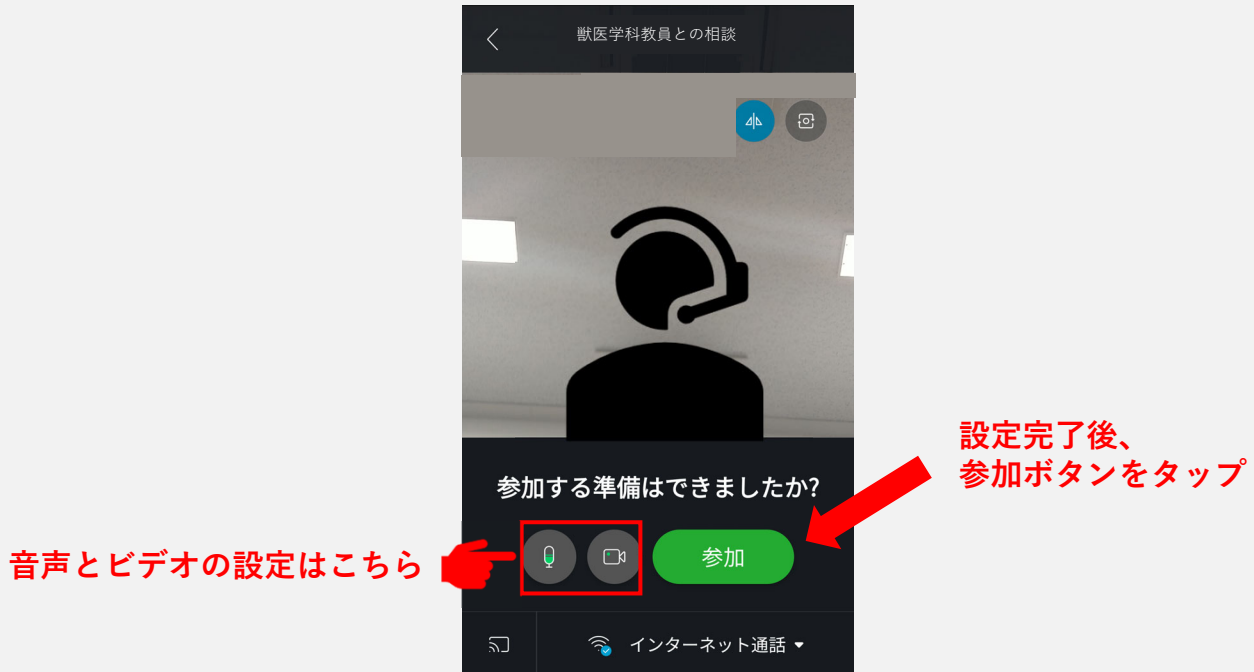 獣医学科教員との相談
設定完了後、
参加ボタンをタップ
参加する準備はできましたか?
音声とビデオの設定はこちら
参加
インターネット通話